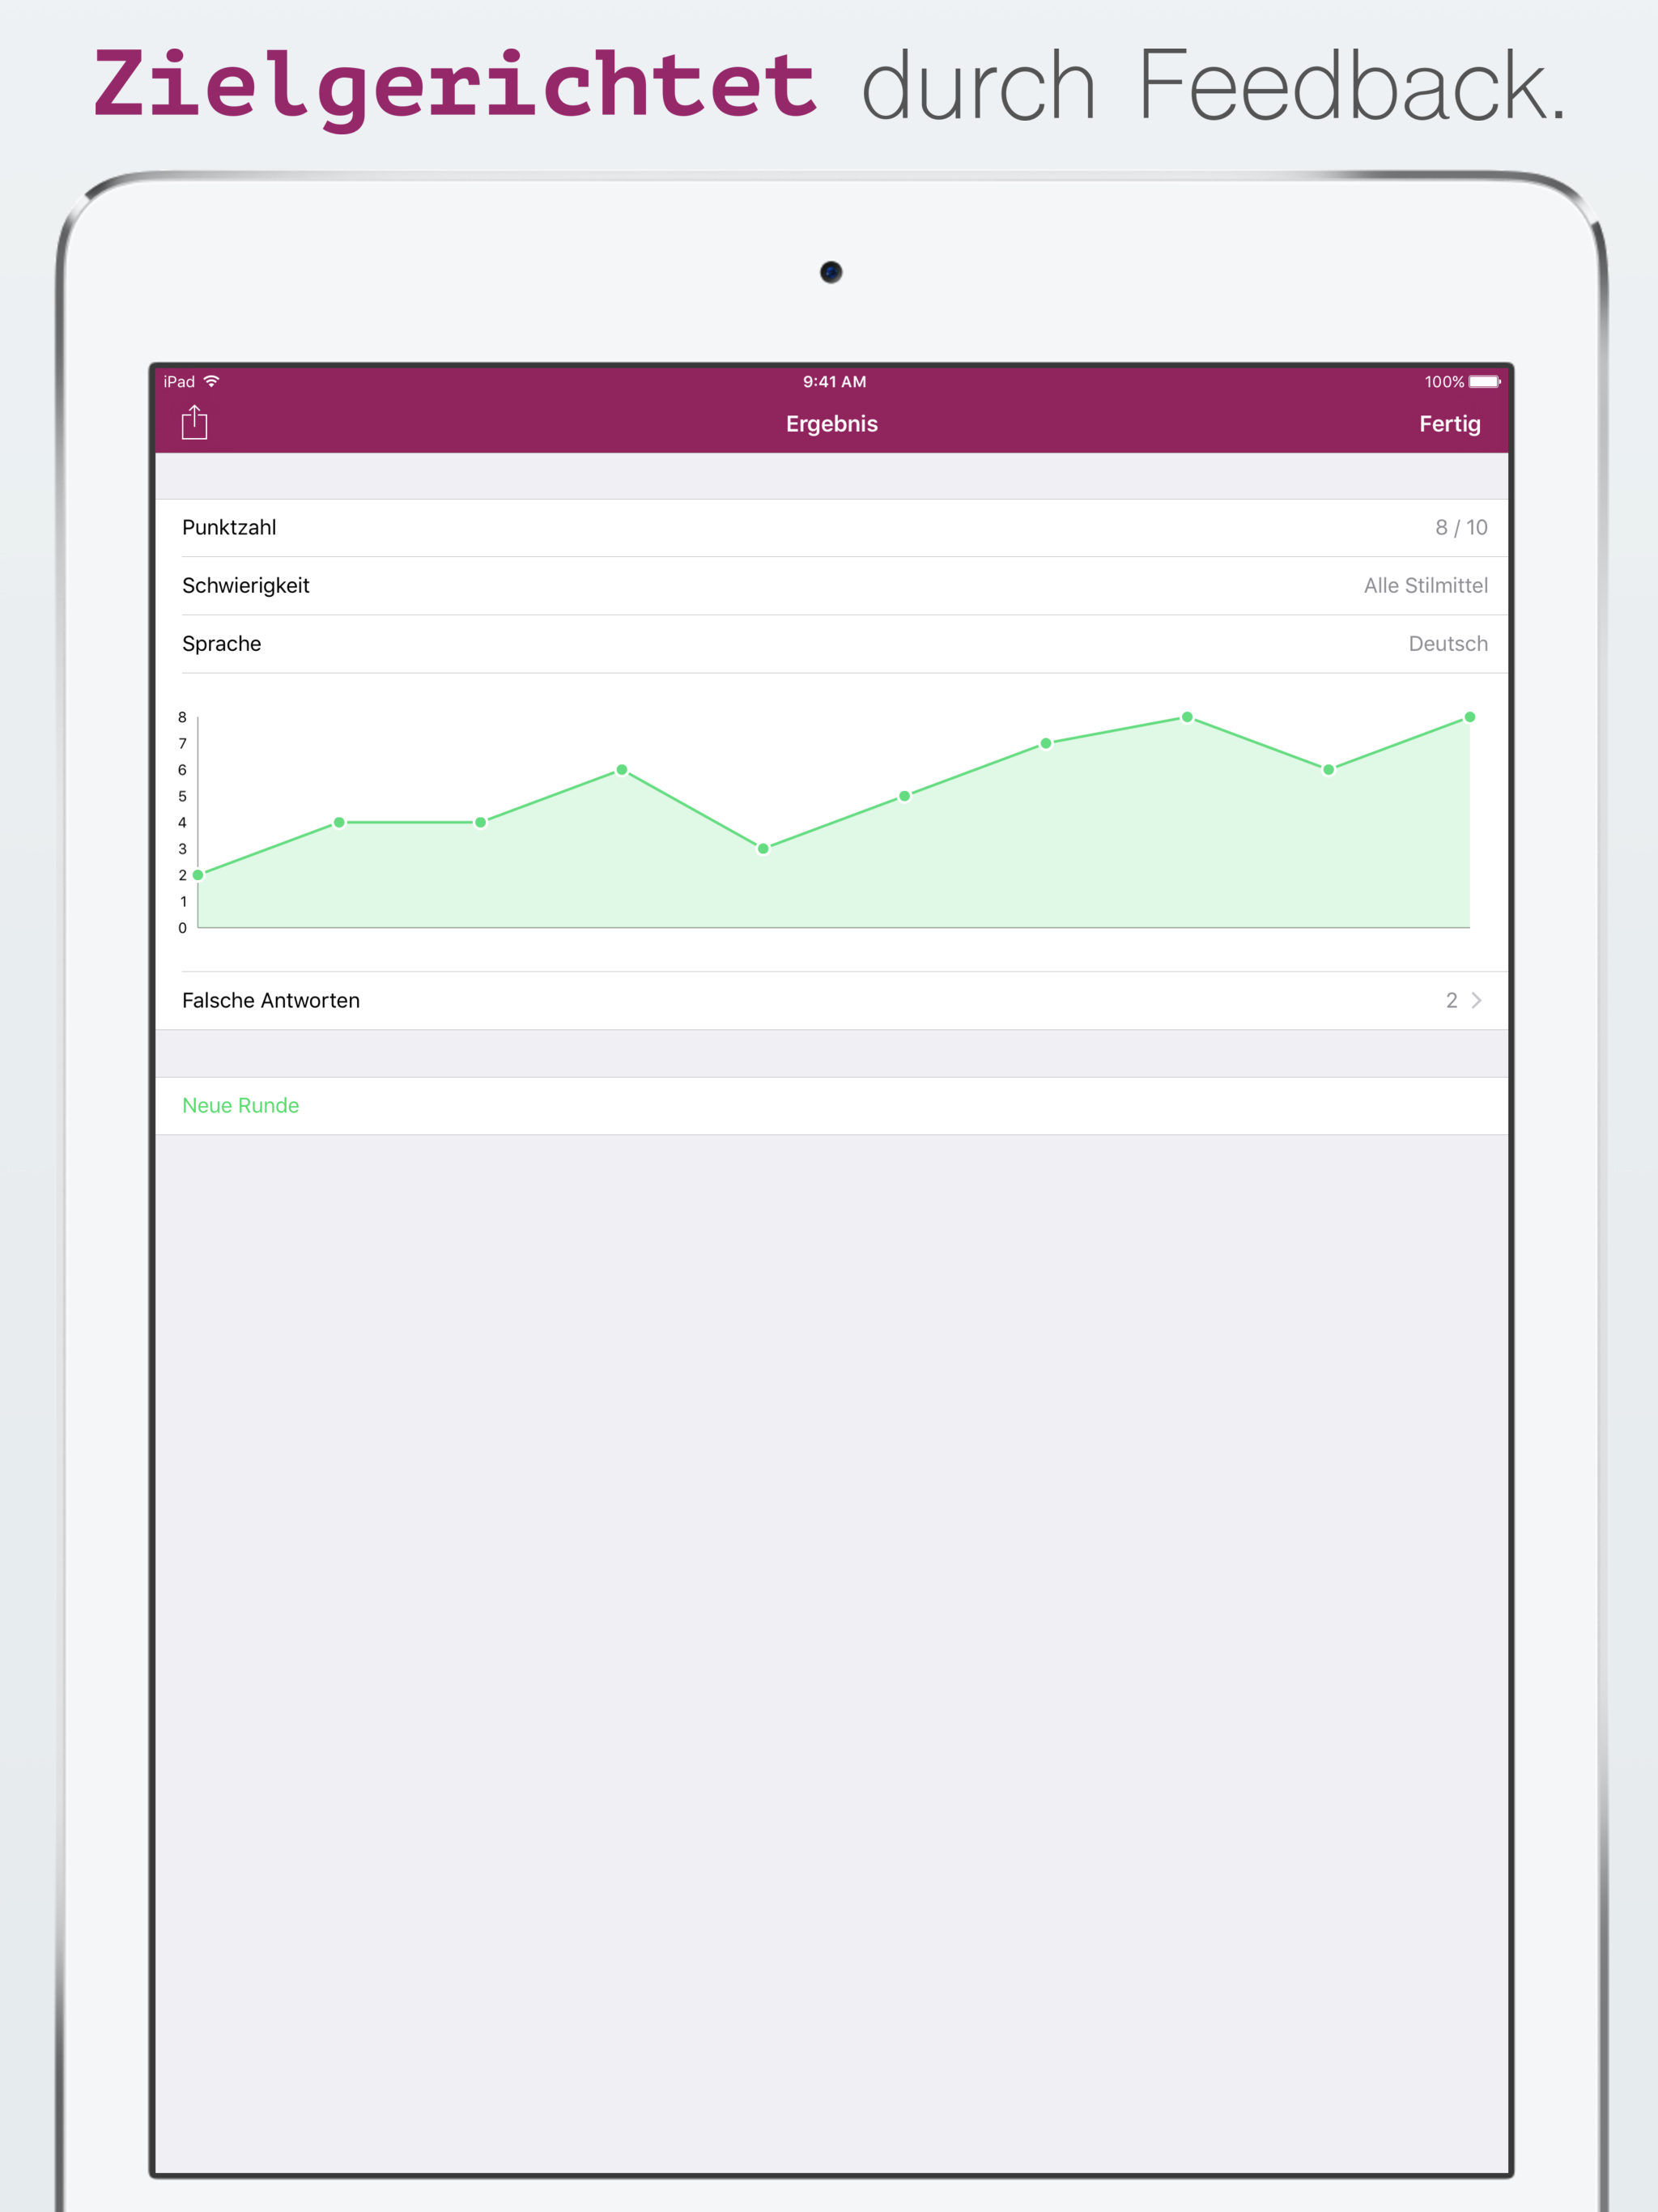 Zielgerichtet durch Feedback.
iPad 9:41 AM 100%
Ergebnis Fertig
Punktzahl 8 / 10
Schwierigkeit Alle Stilmittel
Sprache Deutsch
8
7
6
5
4
3
2
1
0
Falsche Antworten 2
Neue Runde